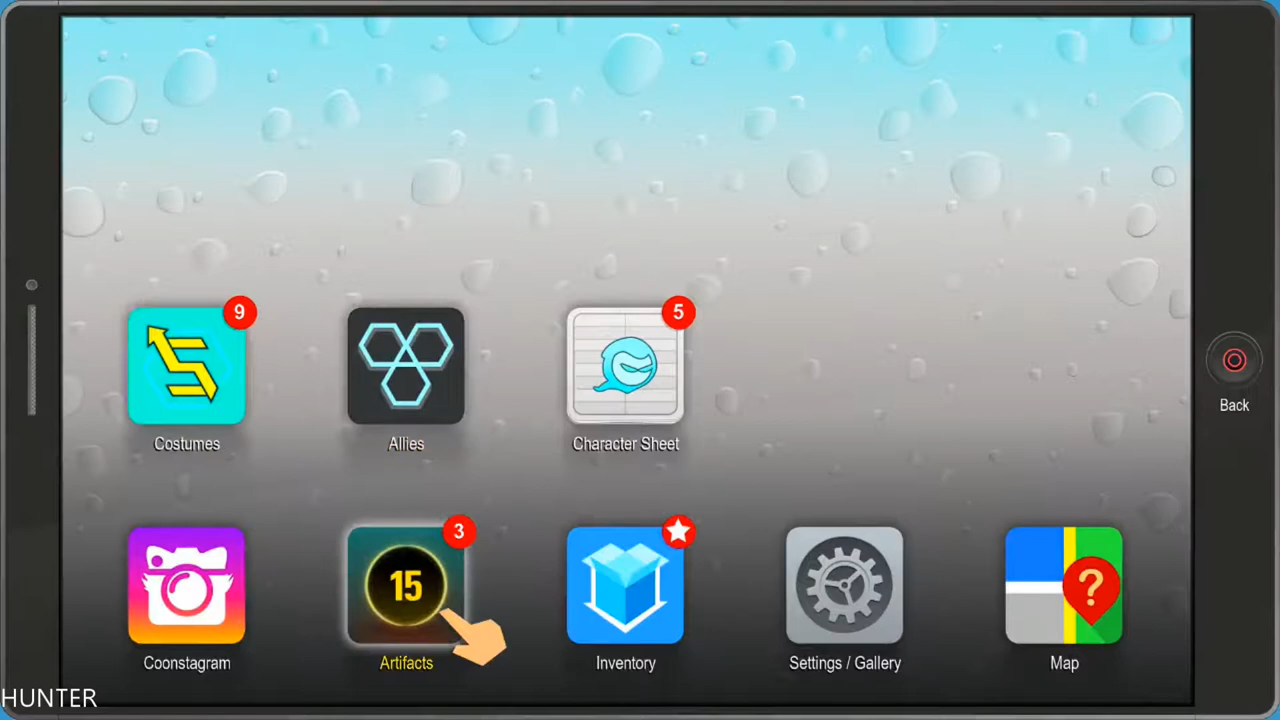 9
5
Costumes
Allies
Character Sheet
Back
3
15
Coonstagram
Artifacts
Inventory
Settings / Gallery
?
Map
HUNTER